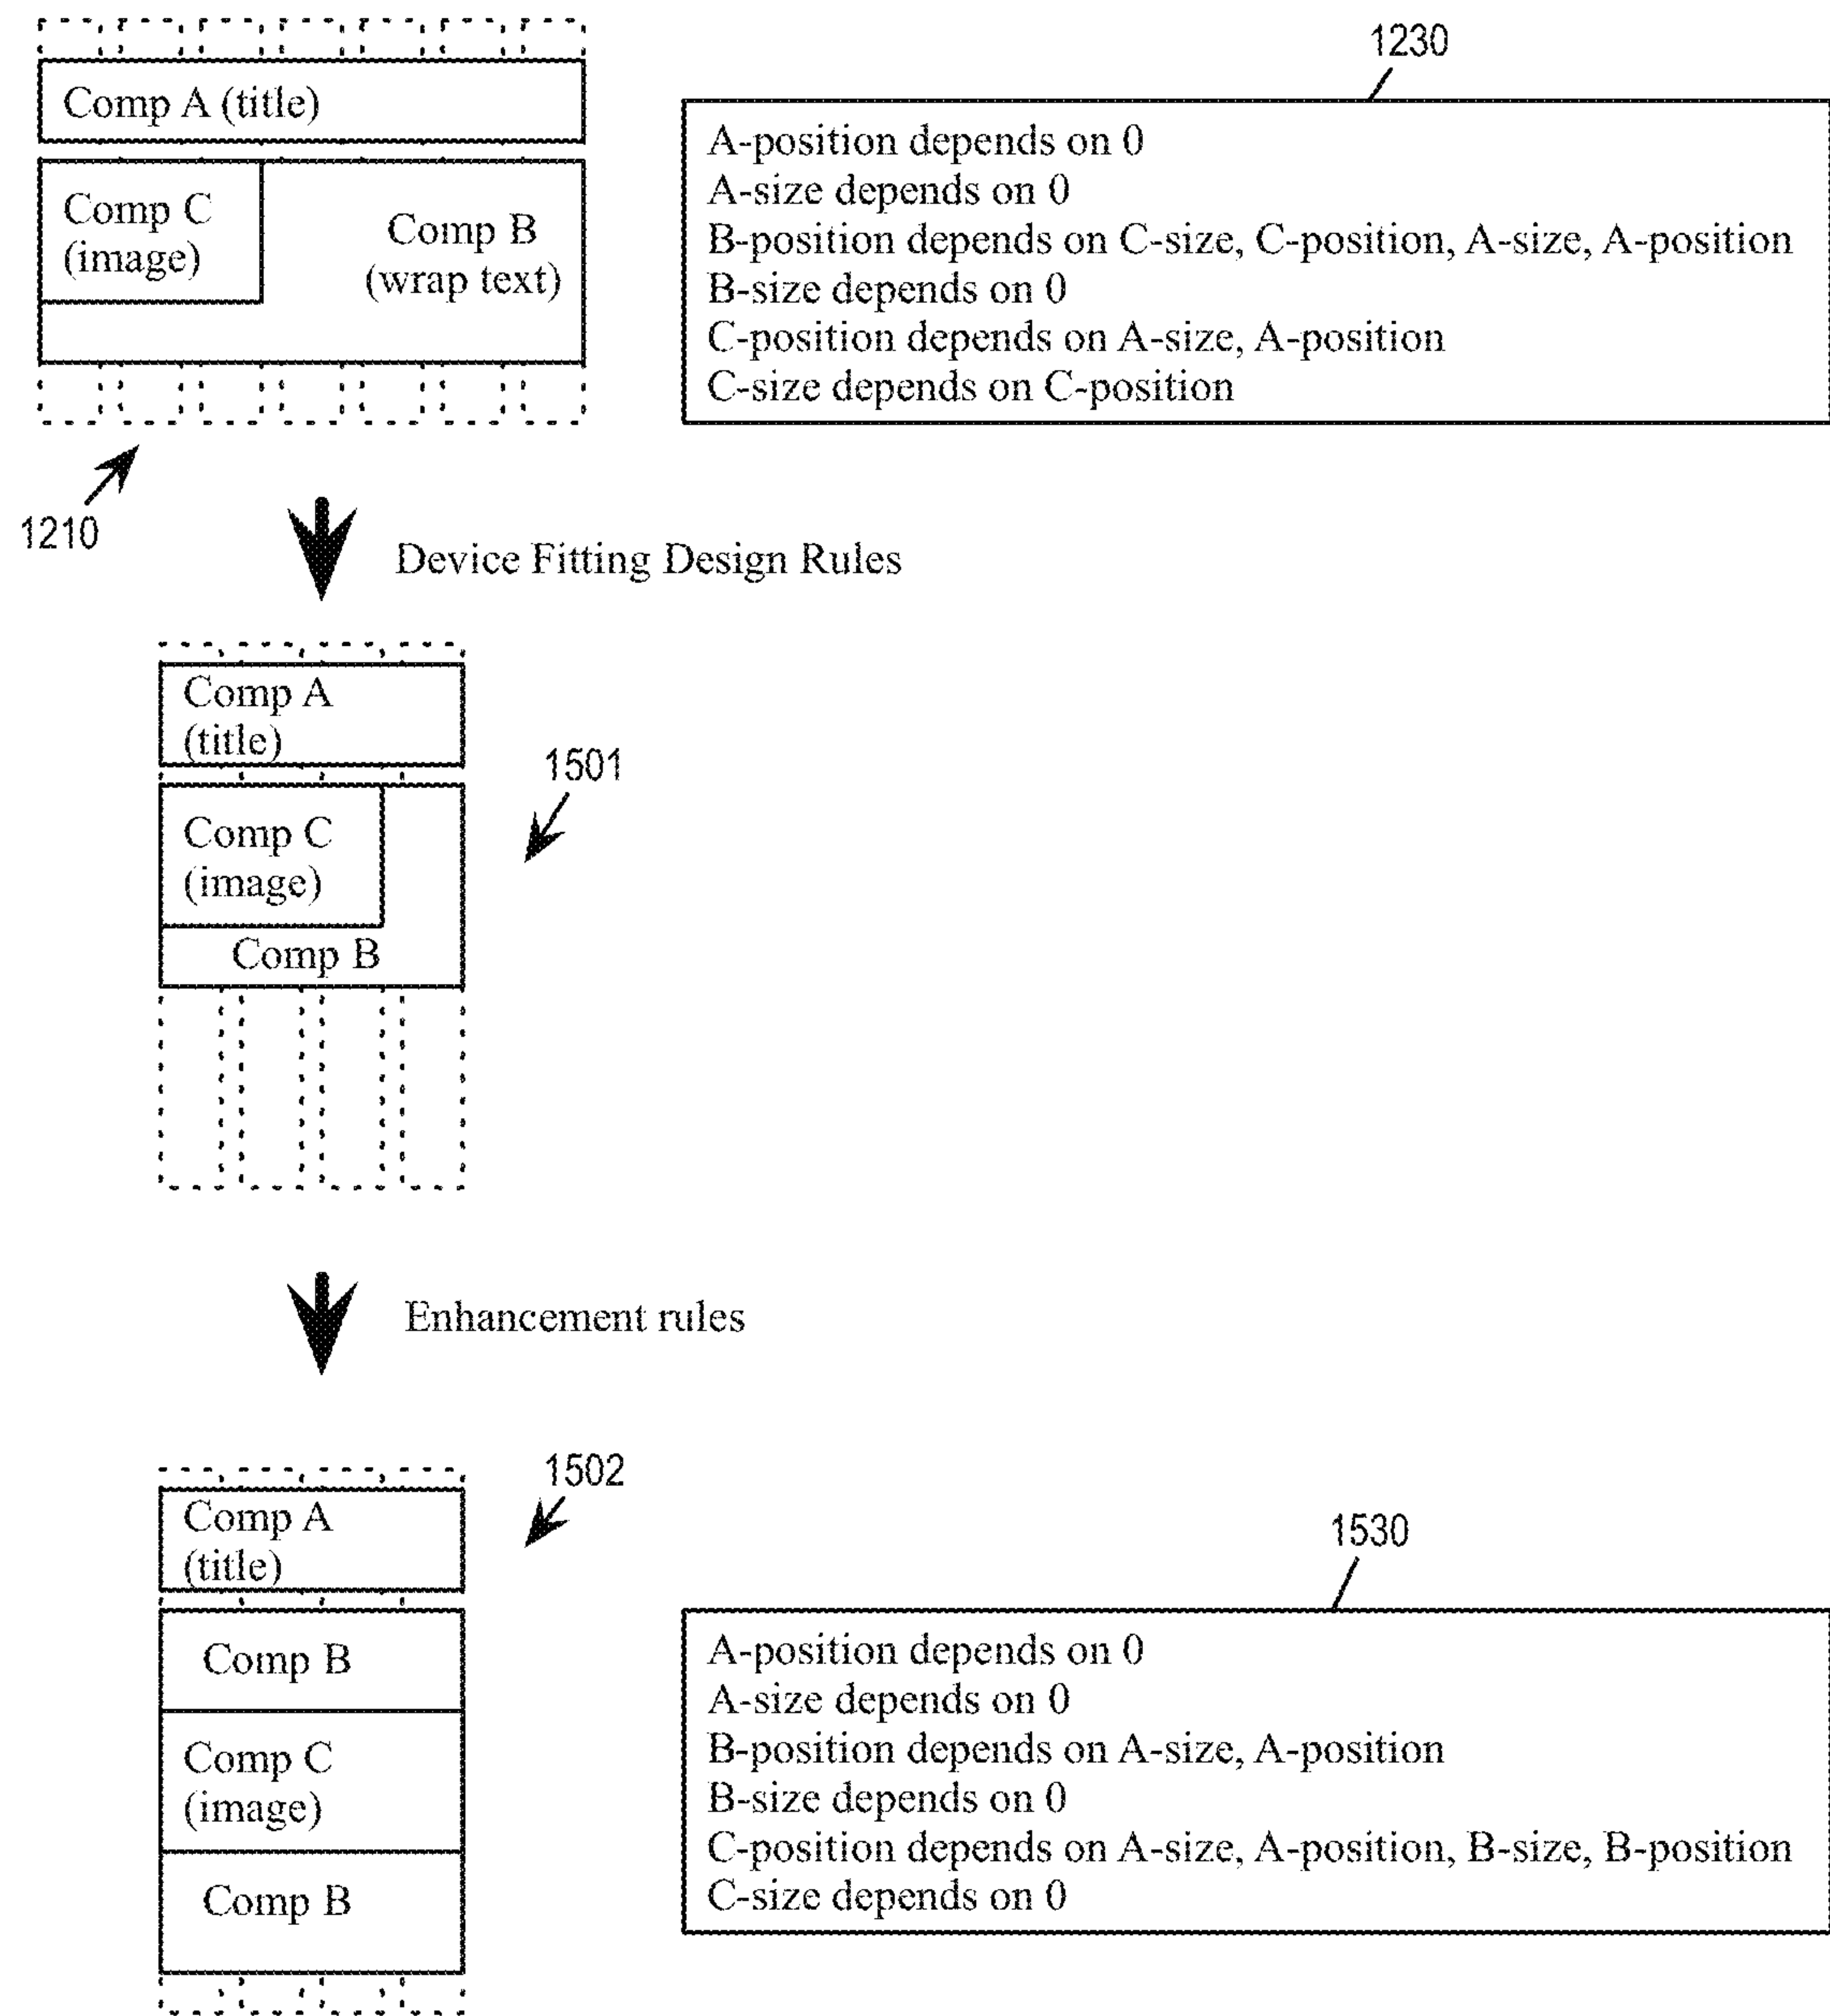 Comp A (title)
Comp C
(image)
Comp B
(wrap text)
1210
1230
A-position depends on 0
A-size depends on 0
B-position depends on C-size, C-position, A-size, A-position
B-size depends on 0
C-position depends on A-size, A-position
C-size depends on C-position
Device Fitting Design Rules
Comp A
(title)
Comp C
(image)
Comp B
1501
Enhancement rules
Comp A
(title)
Comp B
Comp C
(image)
Comp B
1502
1530
A-position depends on 0
A-size depends on 0
B-position depends on A-size, A-position
B-size depends on 0
C-position depends on A-size, A-position, B-size, B-position
C-size depends on 0